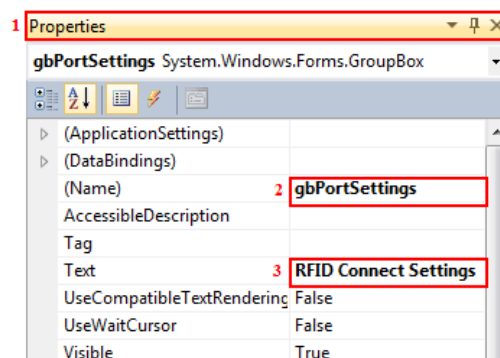 1 Properties
gbPortSettings System.Windows.Forms.GroupBox
(ApplicationSettings)
(DataBindings)
(Name) 2 gbPortSettings
AccessibleDescription
Tag
Text 3 RFID Connect Settings
UseCompatibleTextRendering False
UseWaitCursor False
Visible True